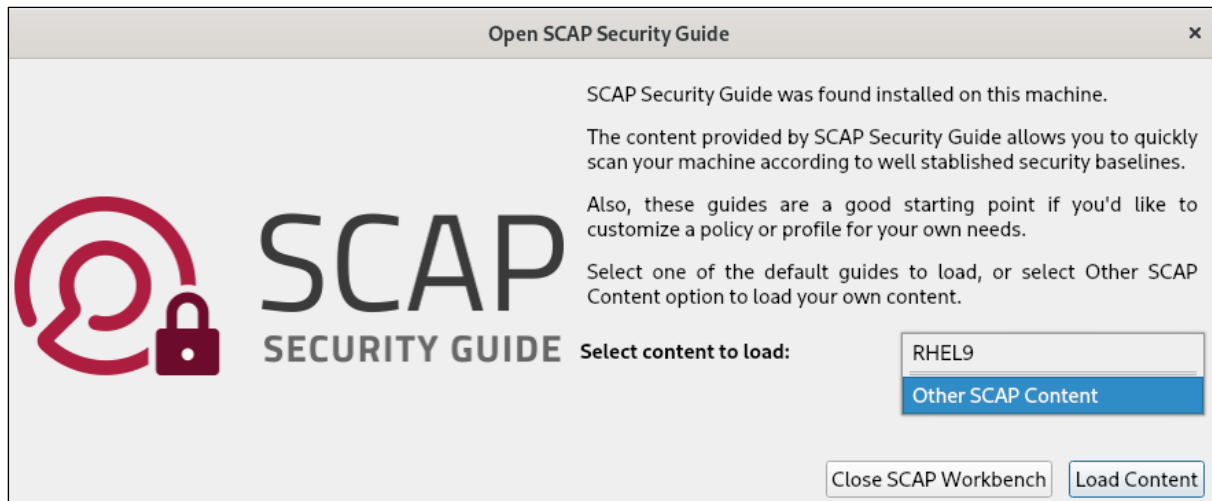 Open SCAP Security Guide
×
SCAP Security Guide was found installed on this machine.
The content provided by SCAP Security Guide allows you to quickly
scan your machine according to well stablished security baselines.
Also, these guides are a good starting point if you'd like to
customize a policy or profile for your own needs.
Select one of the default guides to load, or select Other SCAP
Content option to load your own content.
SCAP
SECURITY GUIDE
Select content to load:
RHEL9
Other SCAP Content
Close SCAP Workbench
Load Content